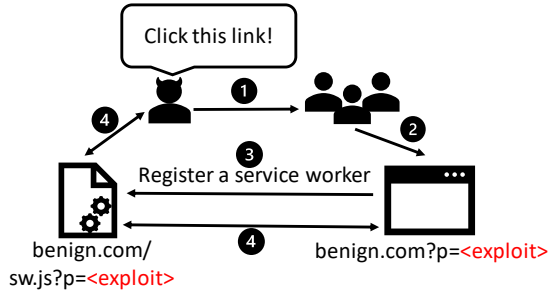 Click this link!
1
4
2
3
Register a service worker
4
benign.com/
sw.js?p=<exploit>
benign.com?p=<exploit>